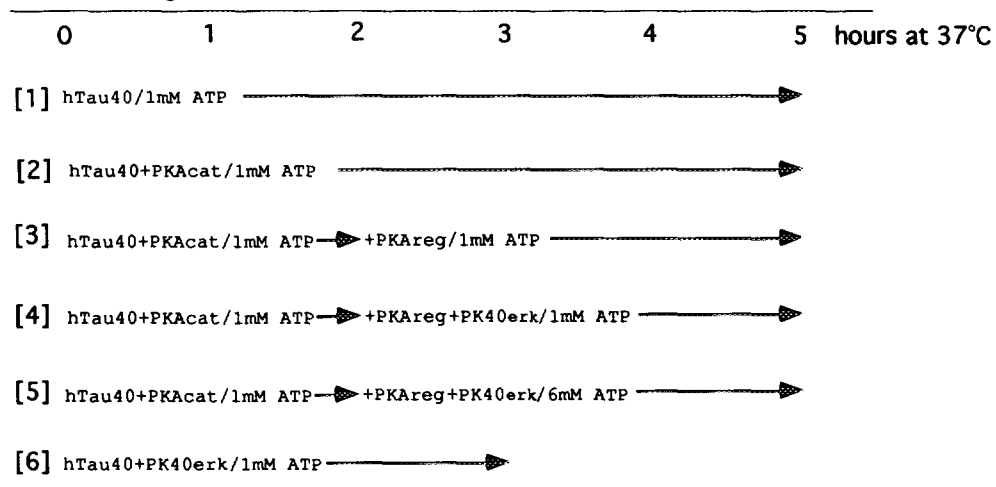 0 1 2 3 4 5 hours at 37°C
[1] hTau40/1mM ATP
[2] hTau40+PKAcat/1mM ATP
[3] hTau40+PKAcat/1mM ATP +PKAreg/1mM ATP
[4] hTau40+PKAcat/1mM ATP +PKAreg+PK40erk/1mM ATP
[5] hTau40+PKAcat/1mM ATP +PKAreg+PK40erk/6mM ATP
[6] hTau40+PK40erk/1mM ATP